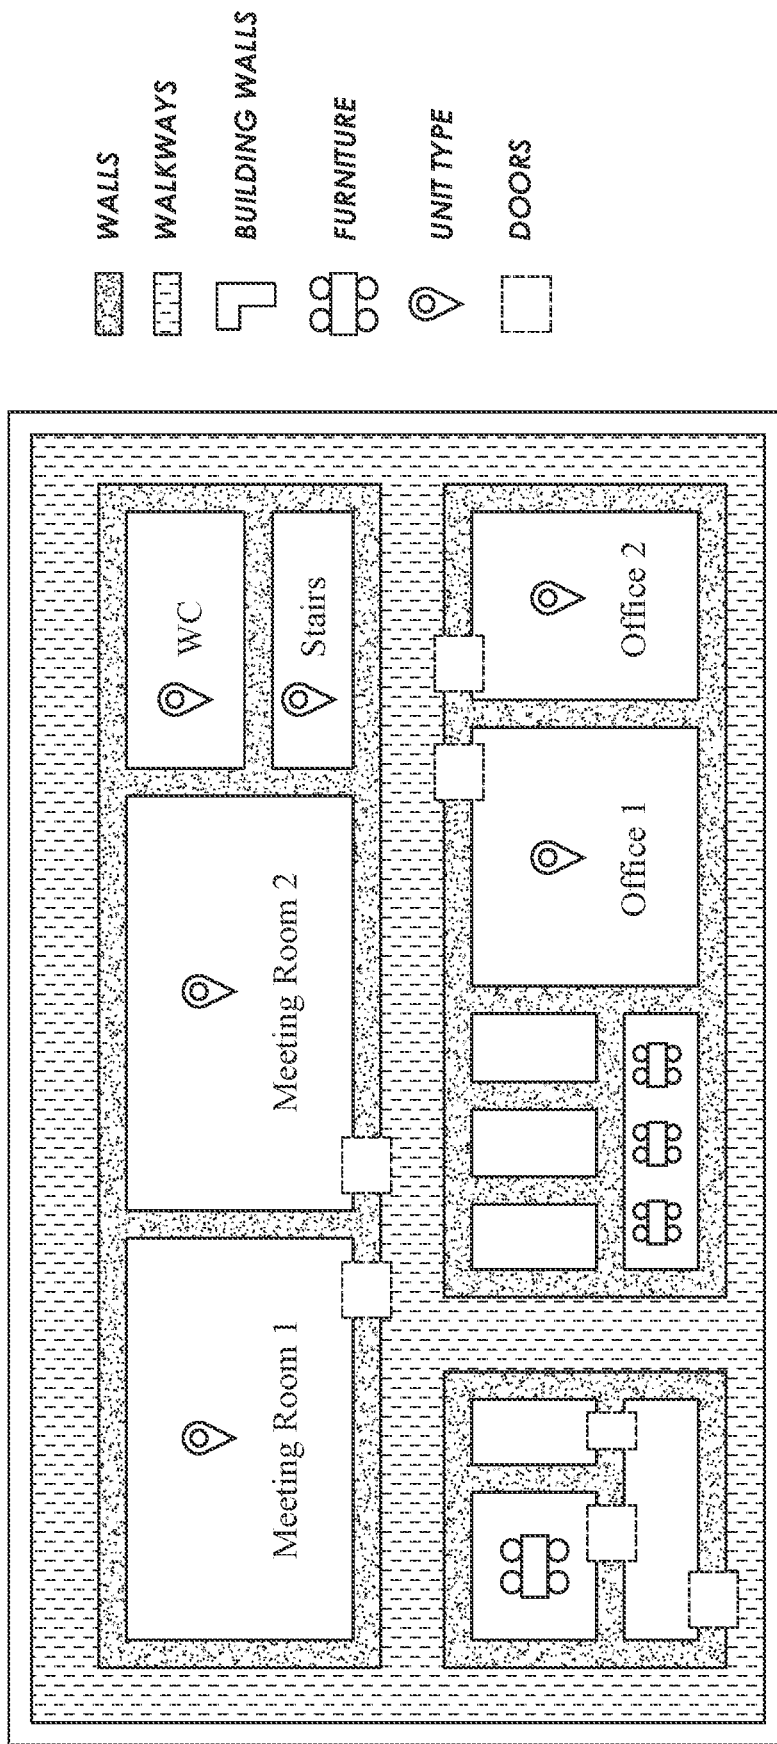 WALLS
WALKWAYS
BUILDING WALLS
FURNITURE
UNIT TYPE
DOORS
Meeting Room 1
Meeting Room 2
WC
Stairs
Office 1
Office 2